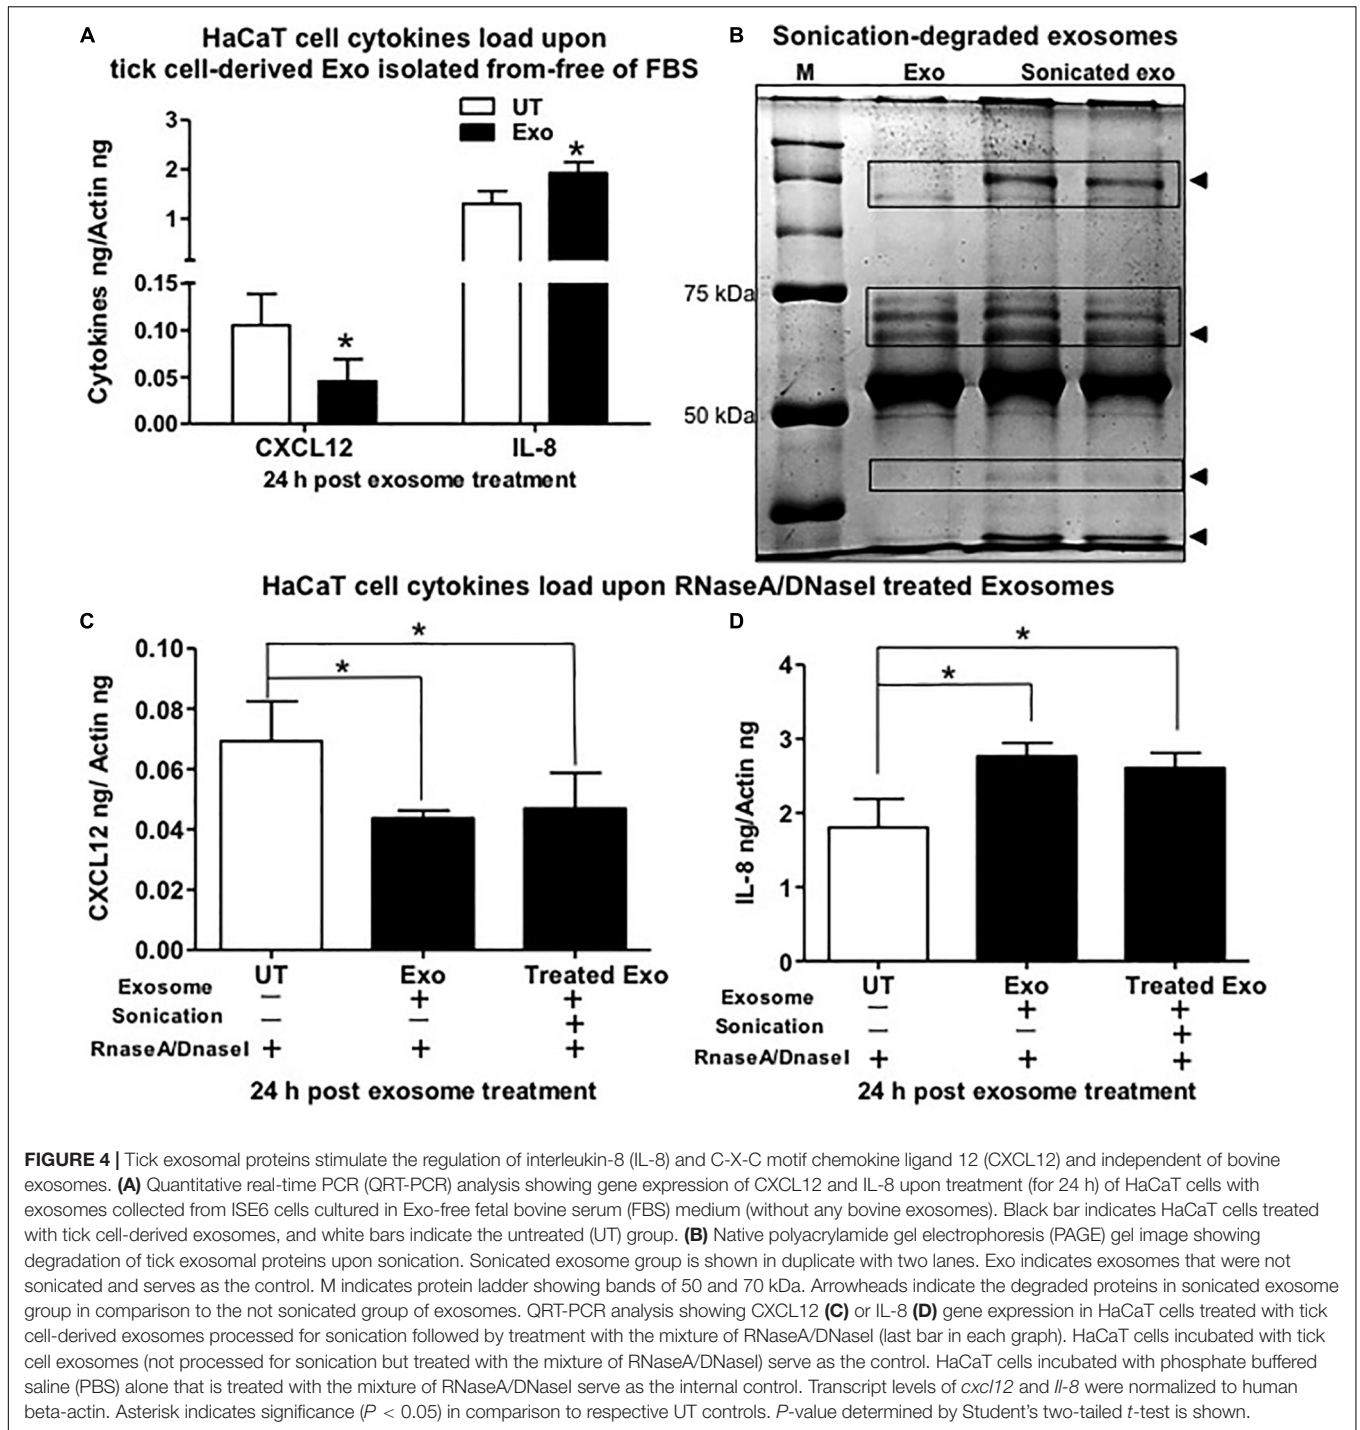 A
HaCaT cell cytokines load upon
tick cell-derived Exo isolated from-free of FBS
UT
Exo
Cytokines ng/Actin ng
3
2
1
0.15
0.10
0.05
0.00
*
*
CXCL12
IL-8
24 h post exosome treatment
B
Sonication-degraded exosomes
M
Exo
Sonicated exo
75 kDa
50 kDa
HaCaT cell cytokines load upon RNaseA/DNaseI treated Exosomes
C
CXCL12 ng/ Actin ng
0.10
0.08
0.06
0.04
0.02
0.00
*
*
UT
Exo
Treated Exo
Exosome — + +
Sonication — — +
RnaseA/DnaseI + + +
24 h post exosome treatment
D
IL-8 ng/Actin ng
4
3
2
1
0
*
*
UT
Exo
Treated Exo
Exosome — + +
Sonication — — +
RnaseA/DnaseI + + +
24 h post exosome treatment
FIGURE 4 | Tick exosomal proteins stimulate the regulation of interleukin-8 (IL-8) and C-X-C motif chemokine ligand 12 (CXCL12) and independent of bovine
exosomes. (A) Quantitative real-time PCR (QRT-PCR) analysis showing gene expression of CXCL12 and IL-8 upon treatment (for 24 h) of HaCaT cells with
exosomes collected from ISE6 cells cultured in Exo-free fetal bovine serum (FBS) medium (without any bovine exosomes). Black bar indicates HaCaT cells treated
with tick cell-derived exosomes, and white bars indicate the untreated (UT) group. (B) Native polyacrylamide gel electrophoresis (PAGE) gel image showing
degradation of tick exosomal proteins upon sonication. Sonicated exosome group is shown in duplicate with two lanes. Exo indicates exosomes that were not
sonicated and serves as the control. M indicates protein ladder showing bands of 50 and 70 kDa. Arrowheads indicate the degraded proteins in sonicated exosome
group in comparison to the not sonicated group of exosomes. QRT-PCR analysis showing CXCL12 (C) or IL-8 (D) gene expression in HaCaT cells treated with tick
cell-derived exosomes processed for sonication followed by treatment with the mixture of RNaseA/DNaseI (last bar in each graph). HaCaT cells incubated with tick
cell exosomes (not processed for sonication but treated with the mixture of RNaseA/DNaseI) serve as the control. HaCaT cells incubated with phosphate buffered
saline (PBS) alone that is treated with the mixture of RNaseA/DNaseI serve as the internal control. Transcript levels of cxcl12 and Il-8 were normalized to human
beta-actin. Asterisk indicates significance (P < 0.05) in comparison to respective UT controls. P-value determined by Student's two-tailed t-test is shown.